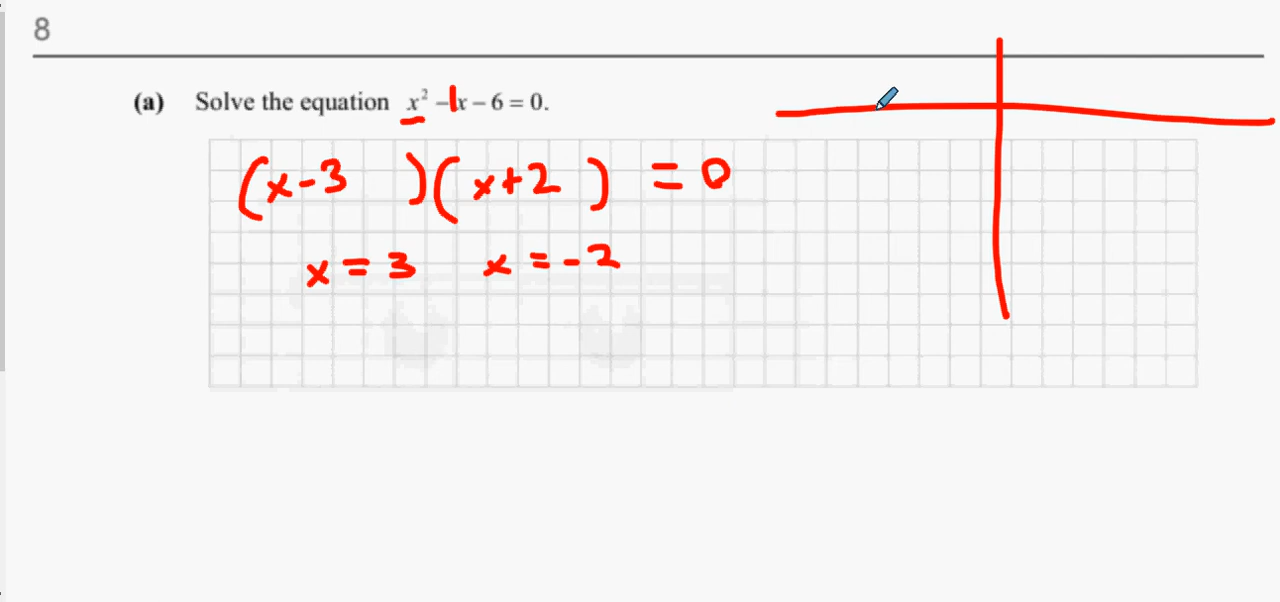 8
(a) Solve the equation x² – 1x – 6 = 0.
(x-3 )(x+2 ) = 0
x = 3 x = -2